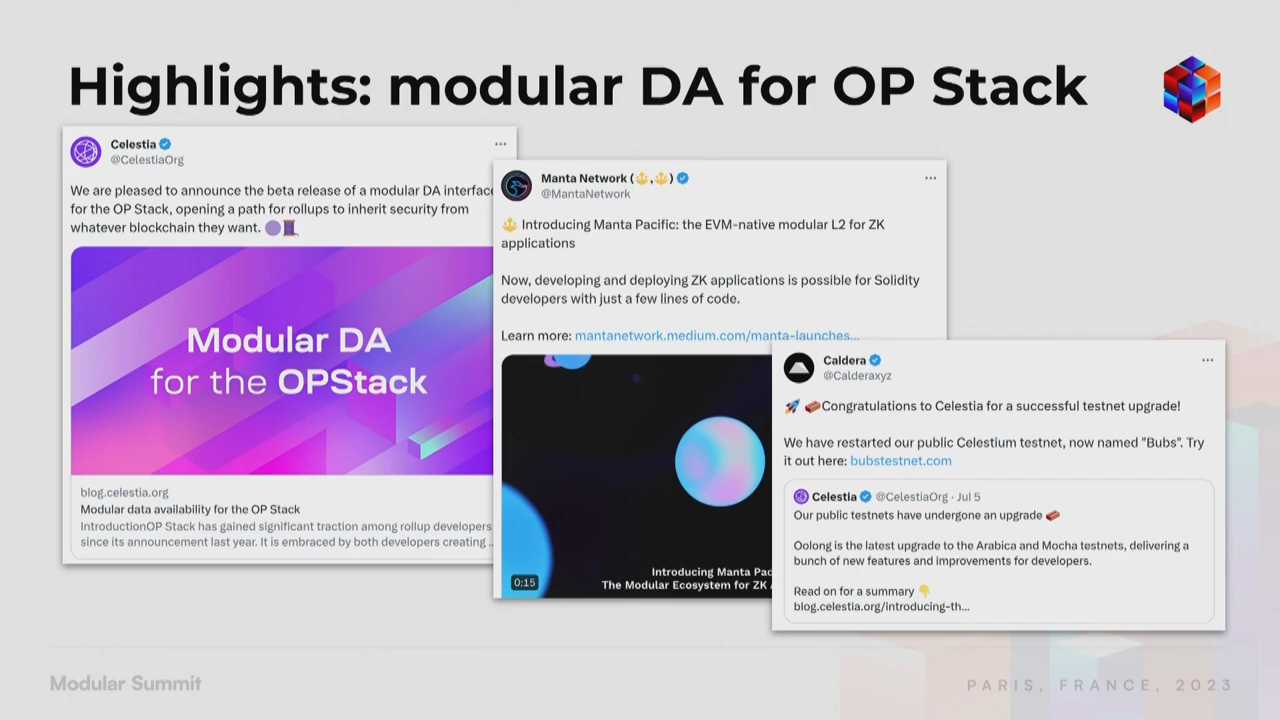 Highlights: modular DA for OP Stack
Celestia
@CelestiaOrg
We are pleased to announce the beta release of a modular DA interface
for the OP Stack, opening a path for rollups to inherit security from
whatever blockchain they want.
Modular DA
for the OPStack
blog.celestia.org
Modular data availability for the OP Stack
IntroductionOP Stack has gained significant traction among rollup developers
since its announcement last year. It is embraced by both developers creating ...
Manta Network (🔱,🔱)
@MantaNetwork
🔱 Introducing Manta Pacific: the EVM-native modular L2 for ZK
applications
Now, developing and deploying ZK applications is possible for Solidity
developers with just a few lines of code.
Learn more: mantanetwork.medium.com/manta-launches...
0:15
Introducing Manta Pac
The Modular Ecosystem for ZK
Caldera
@Calderaxyz
🚀 🧱Congratulations to Celestia for a successful testnet upgrade!
We have restarted our public Celestium testnet, now named "Bubs". Try
it out here: bubstestnet.com
Celestia @CelestiaOrg · Jul 5
Our public testnets have undergone an upgrade 🧱
Oolong is the latest upgrade to the Arabica and Mocha testnets, delivering a
bunch of new features and improvements for developers.
Read on for a summary 👇
blog.celestia.org/introducing-th...
Modular Summit
PARIS, FRANCE, 2023